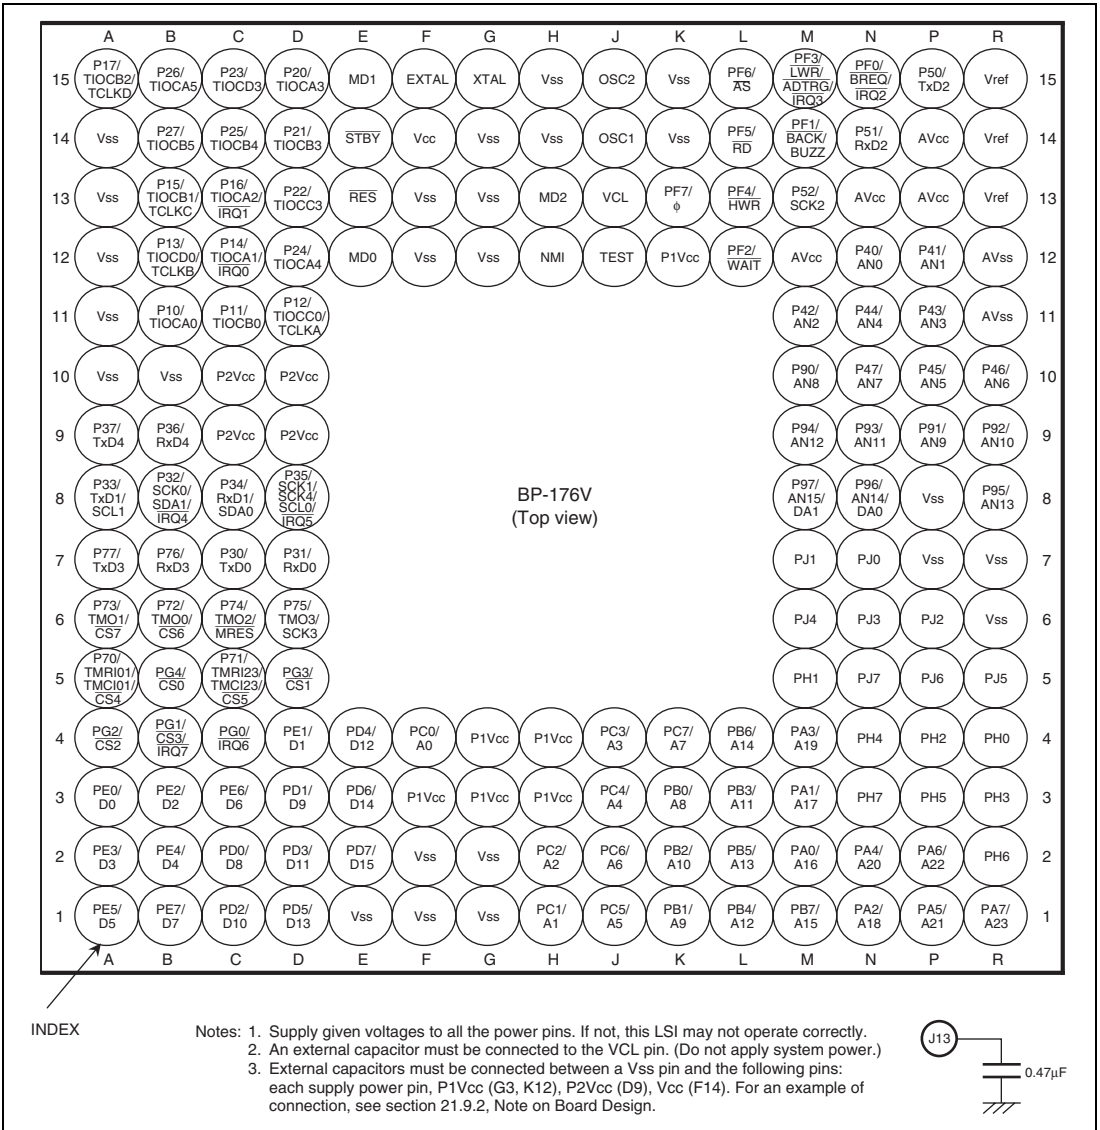 A B C D E F G H J K L M N P R
15 P17/TIOCB2/TCLKD P26/TIOCA5 P23/TIOCD3 P20/TIOCA3 MD1 EXTAL XTAL Vss OSC2 Vss PF6/AS PF3/LWR/ADTRG/IRQ3 PF0/BREQ/IRQ2 P50/TxD2 Vref 15
14 Vss P27/TIOCB5 P25/TIOCB4 P21/TIOCB3 STBY Vcc Vss Vss OSC1 Vss PF5/RD PF1/BACK/BUZZ P51/RxD2 AVcc Vref 14
13 Vss P15/TIOCB1/TCLKC P16/TIOCA2/IRQ1 P22/TIOCC3 RES Vss Vss MD2 VCL PF7/ϕ PF4/HWR P52/SCK2 AVcc AVcc Vref 13
12 Vss P13/TIOCD0/TCLKB P14/TIOCA1/IRQ0 P24/TIOCA4 MD0 Vss Vss NMI TEST P1Vcc PF2/WAIT AVcc P40/AN0 P41/AN1 AVss 12
11 Vss P10/TIOCA0 P11/TIOCB0 P12/TIOCC0/TCLKA P42/AN2 P44/AN4 P43/AN3 AVss 11
10 Vss Vss P2Vcc P2Vcc P90/AN8 P47/AN7 P45/AN5 P46/AN6 10
9 P37/TxD4 P36/RxD4 P2Vcc P2Vcc P94/AN12 P93/AN11 P91/AN9 P92/AN10 9
8 P33/TxD1/SCL1 P32/SCK0/SDA1/IRQ4 P34/RxD1/SDA0 P35/SCK1/SCK4/SCL0/IRQ5 BP-176V P97/AN15/DA1 P96/AN14/DA0 Vss P95/AN13 8
(Top view)
7 P77/TxD3 P76/RxD3 P30/TxD0 P31/RxD0 PJ1 PJ0 Vss Vss 7
6 P73/TMO1/CS7 P72/TMO0/CS6 P74/TMO2/MRES P75/TMO3/SCK3 PJ4 PJ3 PJ2 Vss 6
5 P70/TMRI01/TMCI01/CS4 PG4/CS0 P71/TMRI23/TMCI23/CS5 PG3/CS1 PH1 PJ7 PJ6 PJ5 5
4 PG2/CS2 PG1/CS3/IRQ7 PG0/IRQ6 PE1/D1 PD4/D12 PC0/A0 P1Vcc P1Vcc PC3/A3 PC7/A7 PB6/A14 PA3/A19 PH4 PH2 PH0 4
3 PE0/D0 PE2/D2 PE6/D6 PD1/D9 PD6/D14 P1Vcc P1Vcc P1Vcc PC4/A4 PB0/A8 PB3/A11 PA1/A17 PH7 PH5 PH3 3
2 PE3/D3 PE4/D4 PD0/D8 PD3/D11 PD7/D15 Vss Vss PC2/A2 PC6/A6 PB2/A10 PB5/A13 PA0/A16 PA4/A20 PA6/A22 PH6 2
1 PE5/D5 PE7/D7 PD2/D10 PD5/D13 Vss Vss Vss PC1/A1 PC5/A5 PB1/A9 PB4/A12 PB7/A15 PA2/A18 PA5/A21 PA7/A23 1
A B C D E F G H J K L M N P R
INDEX
Notes: 1. Supply given voltages to all the power pins. If not, this LSI may not operate correctly.
2. An external capacitor must be connected to the VCL pin. (Do not apply system power.)
3. External capacitors must be connected between a Vss pin and the following pins:
each supply power pin, P1Vcc (G3, K12), P2Vcc (D9), Vcc (F14). For an example of
connection, see section 21.9.2, Note on Board Design.
J13
0.47μF